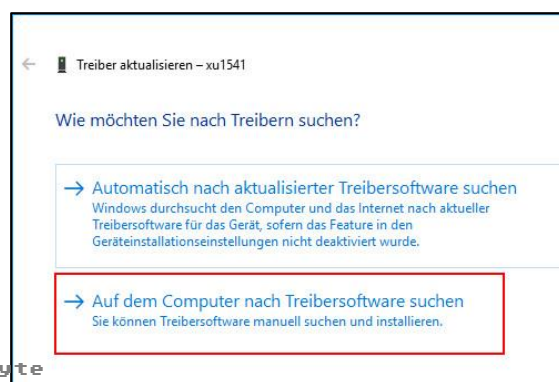 Treiber aktualisieren – xu1541
Wie möchten Sie nach Treibern suchen?
Automatisch nach aktualisierter Treibersoftware suchen
Windows durchsucht den Computer und das Internet nach aktueller
Treibersoftware für das Gerät, sofern das Feature in den
Geräteinstallationseinstellungen nicht deaktiviert wurde.
Auf dem Computer nach Treibersoftware suchen
Sie können Treibersoftware manuell suchen und installieren.
yte